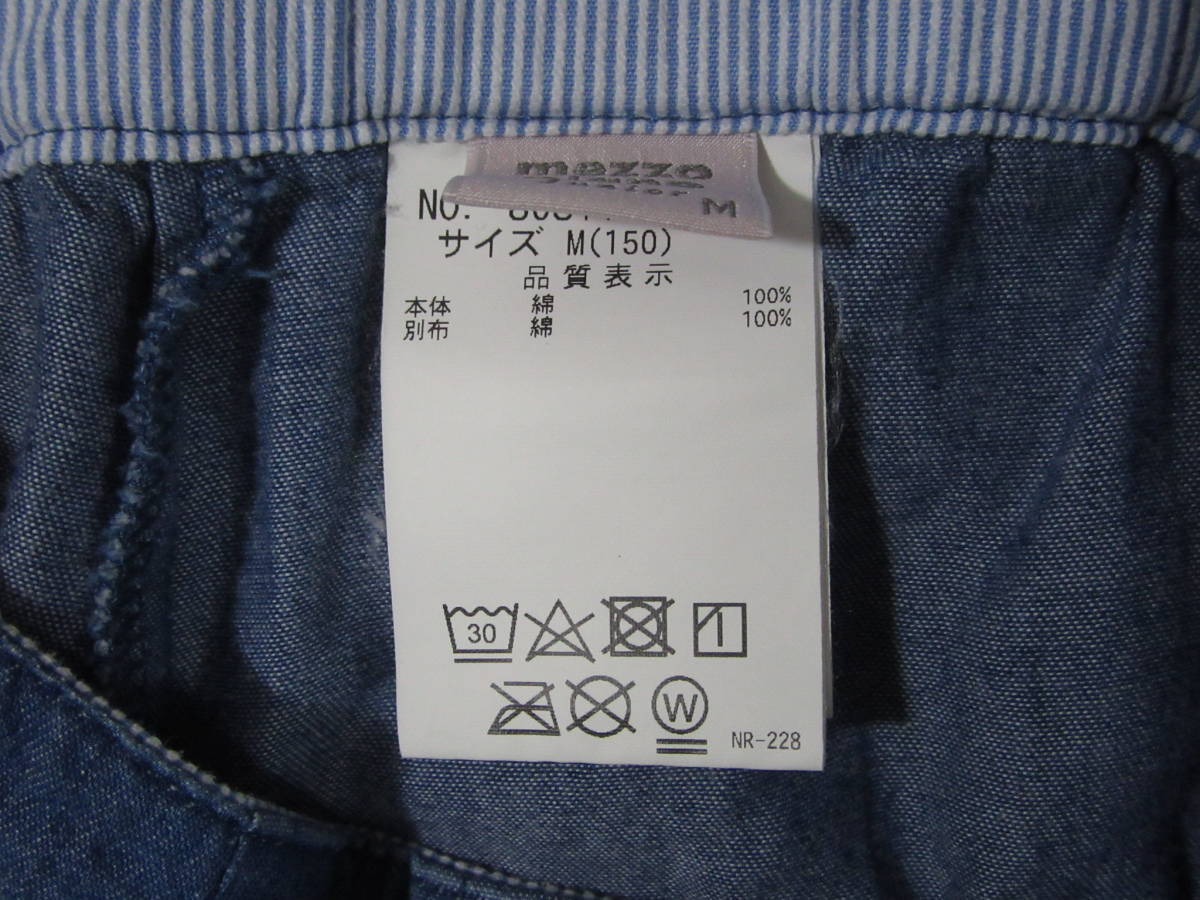 mezzo
M
NO.
サイズ M(150)
品質表示
本体 綿 100%
別布 綿 100%
30
W
NR-228